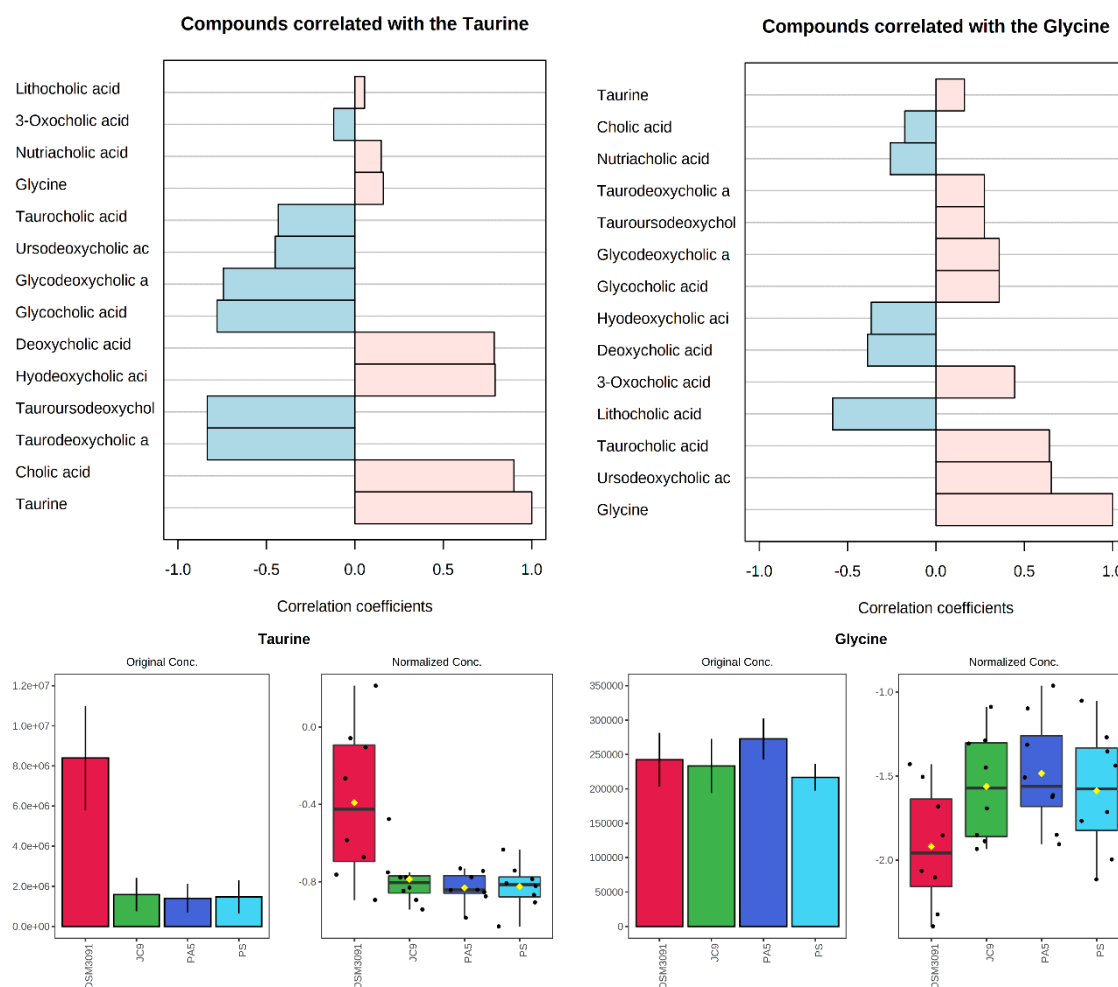 Compounds correlated with the Taurine
Lithocholic acid
3-Oxocholic acid
Nutriacholic acid
Glycine
Taurocholic acid
Ursodeoxycholic ac
Glycodeoxycholic a
Glycocholic acid
Deoxycholic acid
Hyodeoxycholic aci
Tauroursodeoxychol
Taurodeoxycholic a
Cholic acid
Taurine
-1.0 -0.5 0.0 0.5 1.0
Correlation coefficients
Compounds correlated with the Glycine
Taurine
Cholic acid
Nutriacholic acid
Taurodeoxycholic a
Tauroursodeoxychol
Glycodeoxycholic a
Glycocholic acid
Hyodeoxycholic aci
Deoxycholic acid
3-Oxocholic acid
Lithocholic acid
Taurocholic acid
Ursodeoxycholic ac
Glycine
-1.0 -0.5 0.0 0.5 1.0
Correlation coefficients
Taurine
Original Conc.
1.2e+07
1.0e+07
8.0e+06
6.0e+06
4.0e+06
2.0e+06
0.0e+00
DSM3091 JC9 PA5 PS
Normalized Conc.
0.0
-0.4
-0.8
DSM3091 JC9 PA5 PS
Glycine
Original Conc.
350000
300000
250000
200000
150000
100000
50000
0
DSM3091 JC9 PA5 PS
Normalized Conc.
-1.0
-1.5
-2.0
DSM3091 JC9 PA5 PS